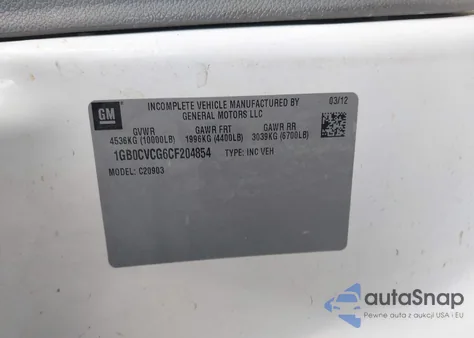 GM
INCOMPLETE VEHICLE MANUFACTURED BY
GENERAL MOTORS LLC
03/12
GVWR GAWR FRT GAWR RR
4536KG (10000LB) 1996KG (4400LB) 3039KG (6700LB)
1GB0CVCG6CF204854 TYPE: INC VEH
MODEL: C20903
autoSnap
Pewne auta z aukcji USA i EU